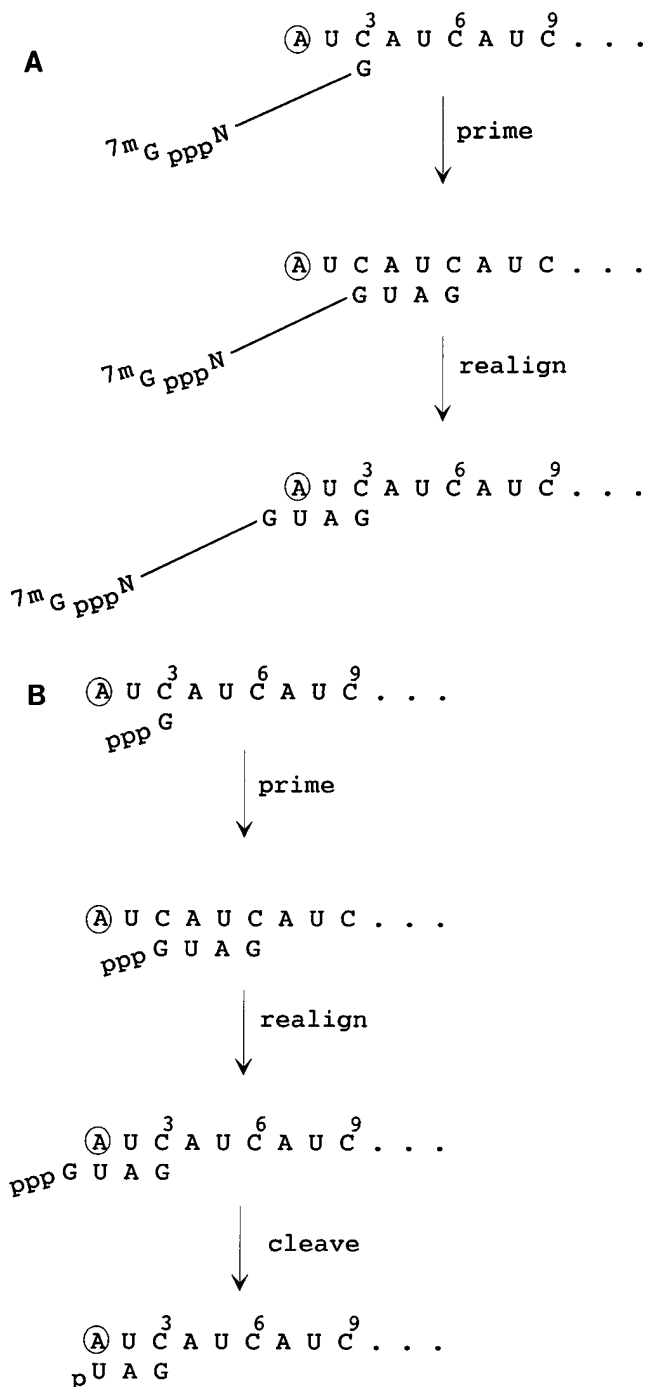 A
3 6 9
A U C A U C A U C . . .
G
7m G ppp N
prime
A U C A U C A U C . . .
G U A G
7m G ppp N
realign
3 6 9
A U C A U C A U C . . .
G U A G
7m G ppp N
B
3 6 9
A U C A U C A U C . . .
ppp G
prime
A U C A U C A U C . . .
ppp G U A G
realign
3 6 9
A U C A U C A U C . . .
ppp G U A G
cleave
3 6 9
A U C A U C A U C . . .
p U A G